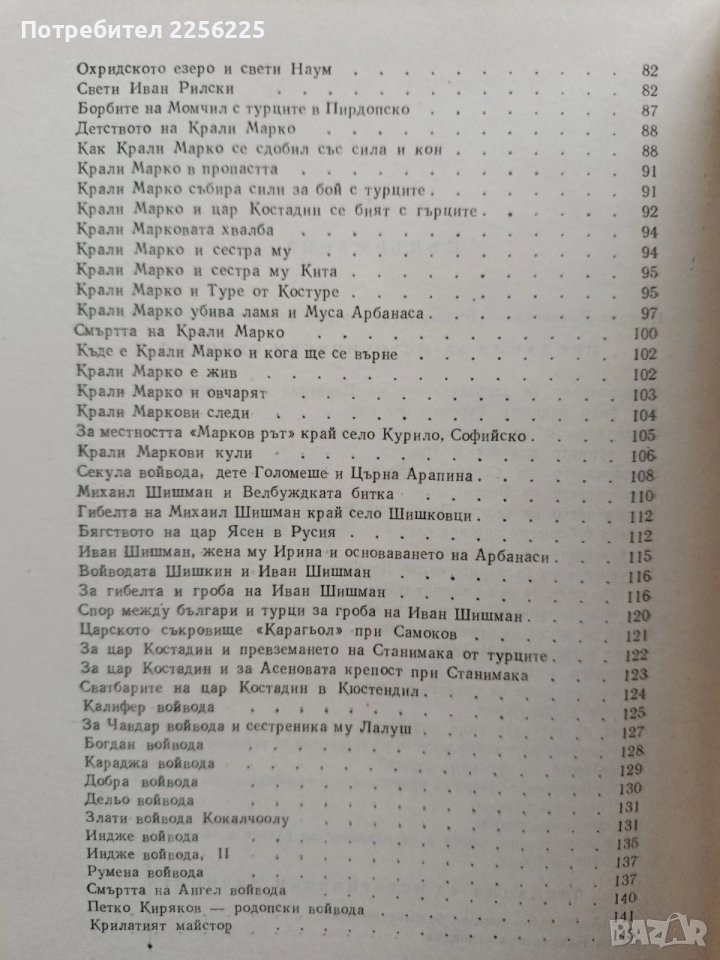 Потребител 2256225
Охридското езеро и свети Наум . . . . . . . . . 82
Свети Иван Рилски . . . . . . . . . . . . 82
Борбите на Момчил с турците в Пирдопско . . . . . . 87
Детството на Крали Марко . . . . . . . . . . 88
Как Крали Марко се сдобил със сила и кон . . . . . . 88
Крали Марко в пропастта . . . . . . . . . . 91
Крали Марко събира сили за бой с турците . . . . . . 91
Крали Марко и цар Костадин се бият с гърците . . . . . 92
Крали Марковата хвалба . . . . . . . . . . 94
Крали Марко и сестра му . . . . . . . . . . 94
Крали Марко и сестра му Кита . . . . . . . . . 95
Крали Марко и Туре от Костуре . . . . . . . . . 95
Крали Марко убива ламя и Муса Арбанаса . . . . . . 97
Смъртта на Крали Марко . . . . . . . . . . 100
Къде е Крали Марко и кога ще се върне . . . . . . 102
Крали Марко е жив . . . . . . . . . . . 102
Крали Марко и овчарят . . . . . . . . . . 103
Крали Маркови следи . . . . . . . . . . . 104
За местността «Марков рът» край село Курило, Софийско . . . 105
Крали Маркови кули . . . . . . . . . . . 106
Секула войвода, дете Голомеше и Църна Арапина . . . . . 108
Михаил Шишман и Велбуждката битка . . . . . . . 110
Гибелта на Михаил Шишман край село Шишковци . . . . . 112
Бягството на цар Ясен в Русия . . . . . . . . . 112
Иван Шишман, жена му Ирина и основаването на Арбанаси . . . 115
Войводата Шишкин и Иван Шишман . . . . . . . . 116
За гибелта и гроба на Иван Шишман . . . . . . . 116
Спор между българи и турци за гроба на Иван Шишман . . . . 120
Царското съкровище «Карагьол» при Самоков . . . . . 121
За цар Костадин и превземането на Станимака от турците . . . 122
За цар Костадин и за Асеновата крепост при Станимака . . . . 123
Сватбарите на цар Костадин в Кюстендил . . . . . . 124
Калифер войвода . . . . . . . . . . . 125
За Чавдар войвода и сестреника му Лалуш . . . . . . 127
Богдан войвода . . . . . . . . . . . . 128
Караджа войвода . . . . . . . . . . . 129
Добра войвода . . . . . . . . . . . . 130
Дельо войвода . . . . . . . . . . . . 131
Злати войвода Кокалчоолу . . . . . . . . . 131
Индже войвода . . . . . . . . . . . . 135
Индже войвода, II . . . . . . . . . . . 137
Румена войвода . . . . . . . . . . . . 137
Смъртта на Ангел войвода . . . . . . . . . 140
Петко Киряков — родопски войвода . . . . . . . 141
Крилатият майстор . . . . . . . . . . . 145
BAZAR